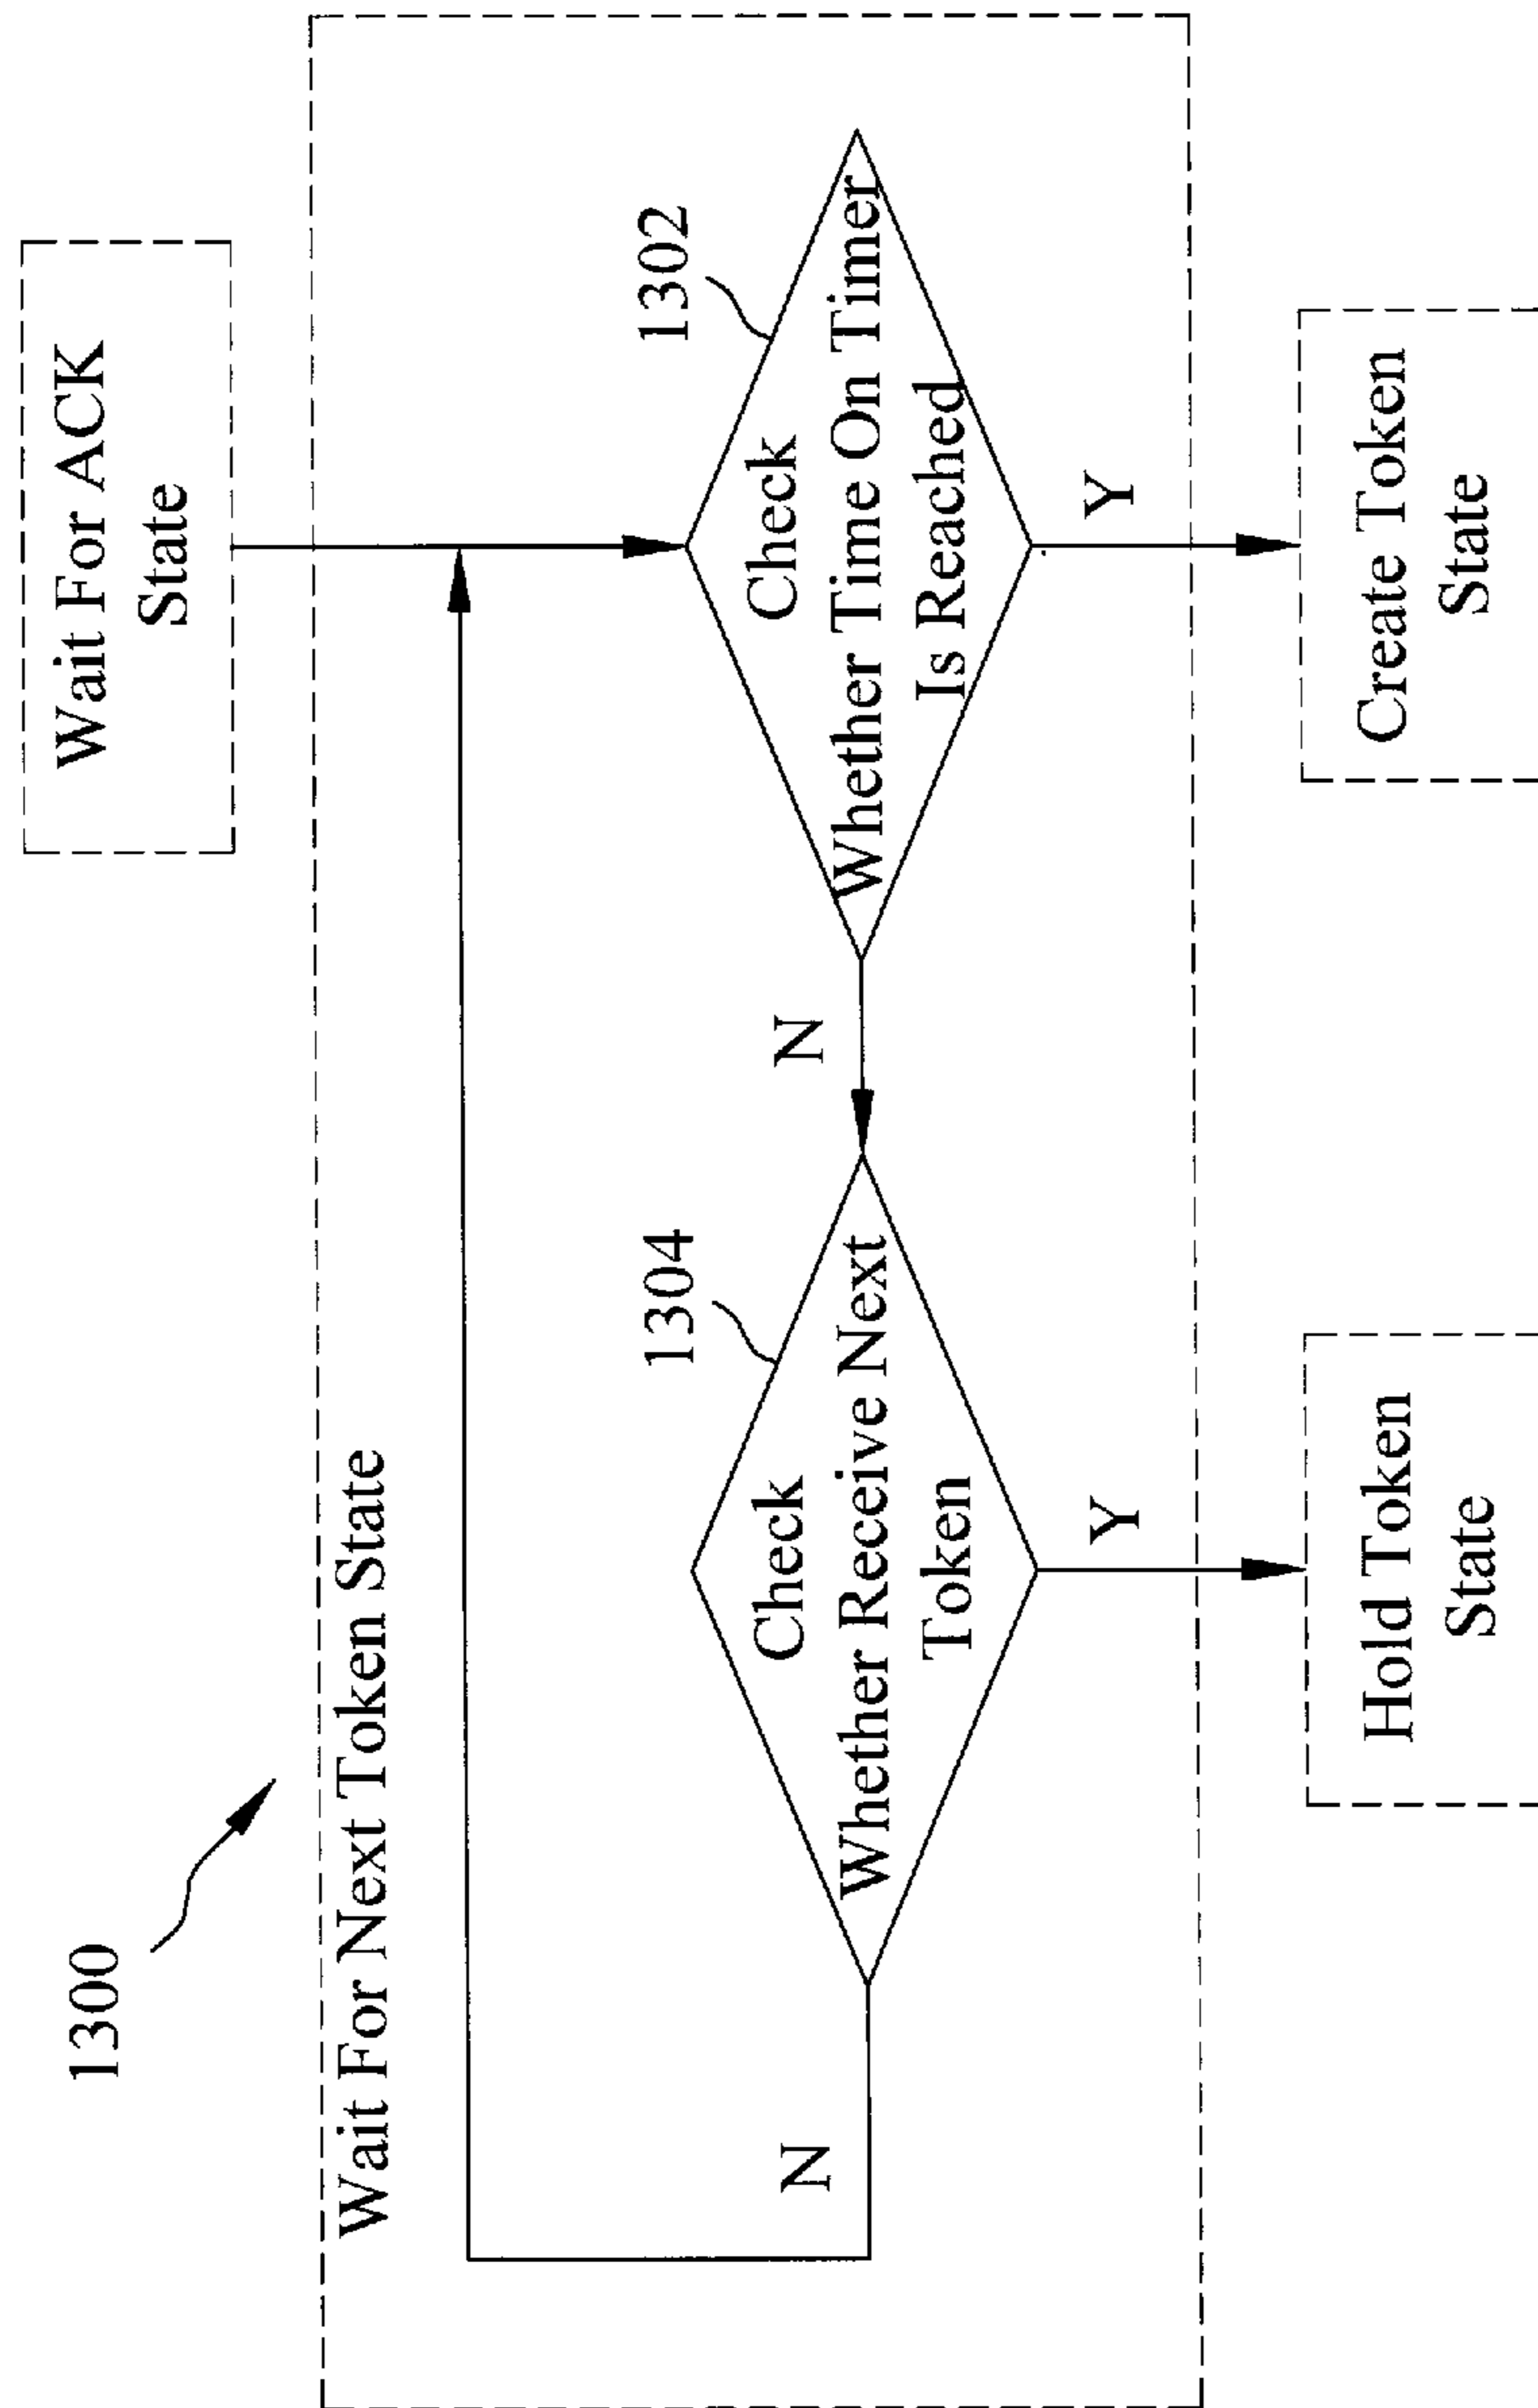 1300
Wait For ACK
State
Wait For Next Token State
1304
1302
Check
Whether Receive Next
Token
N
Check
Whether Time On Timer
Is Reached
N
Y
Y
Hold Token
State
Create Token
State